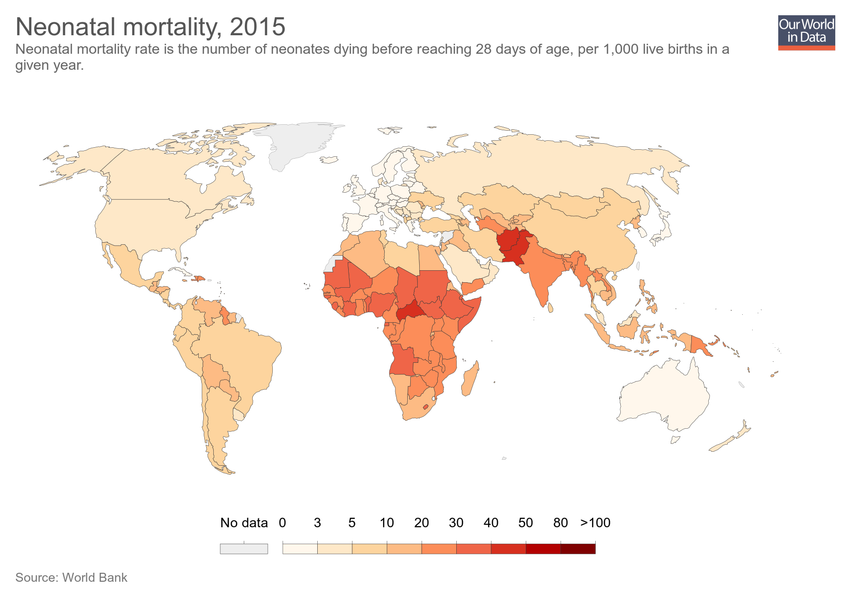 Neonatal mortality, 2015
Our World
in Data
Neonatal mortality rate is the number of neonates dying before reaching 28 days of age, per 1,000 live births in a
given year.
No data 0 3 5 10 20 30 40 50 80 >100
Source: World Bank